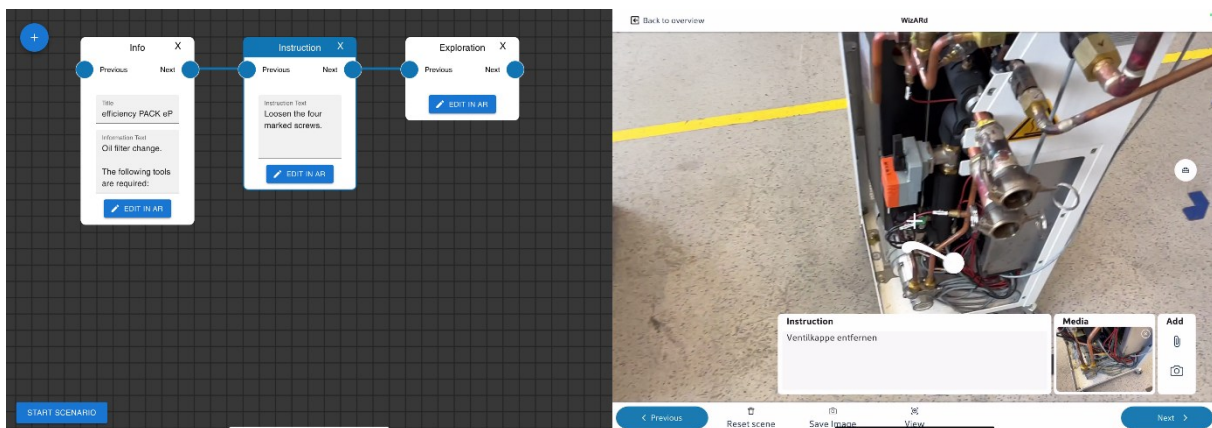 +
Info X
Previous Next
Title
efficiency PACK eP
Information Text
Oil filter change.
The following tools
are required:
EDIT IN AR
Instruction X
Previous Next
Instruction Text
Loosen the four
marked screws.
EDIT IN AR
Exploration X
Previous Next
EDIT IN AR
START SCENARIO
Back to overview
WizARd
Instruction
Ventilkappe entfernen
Media
Add
< Previous
Reset scene
Save Image
View
Next >